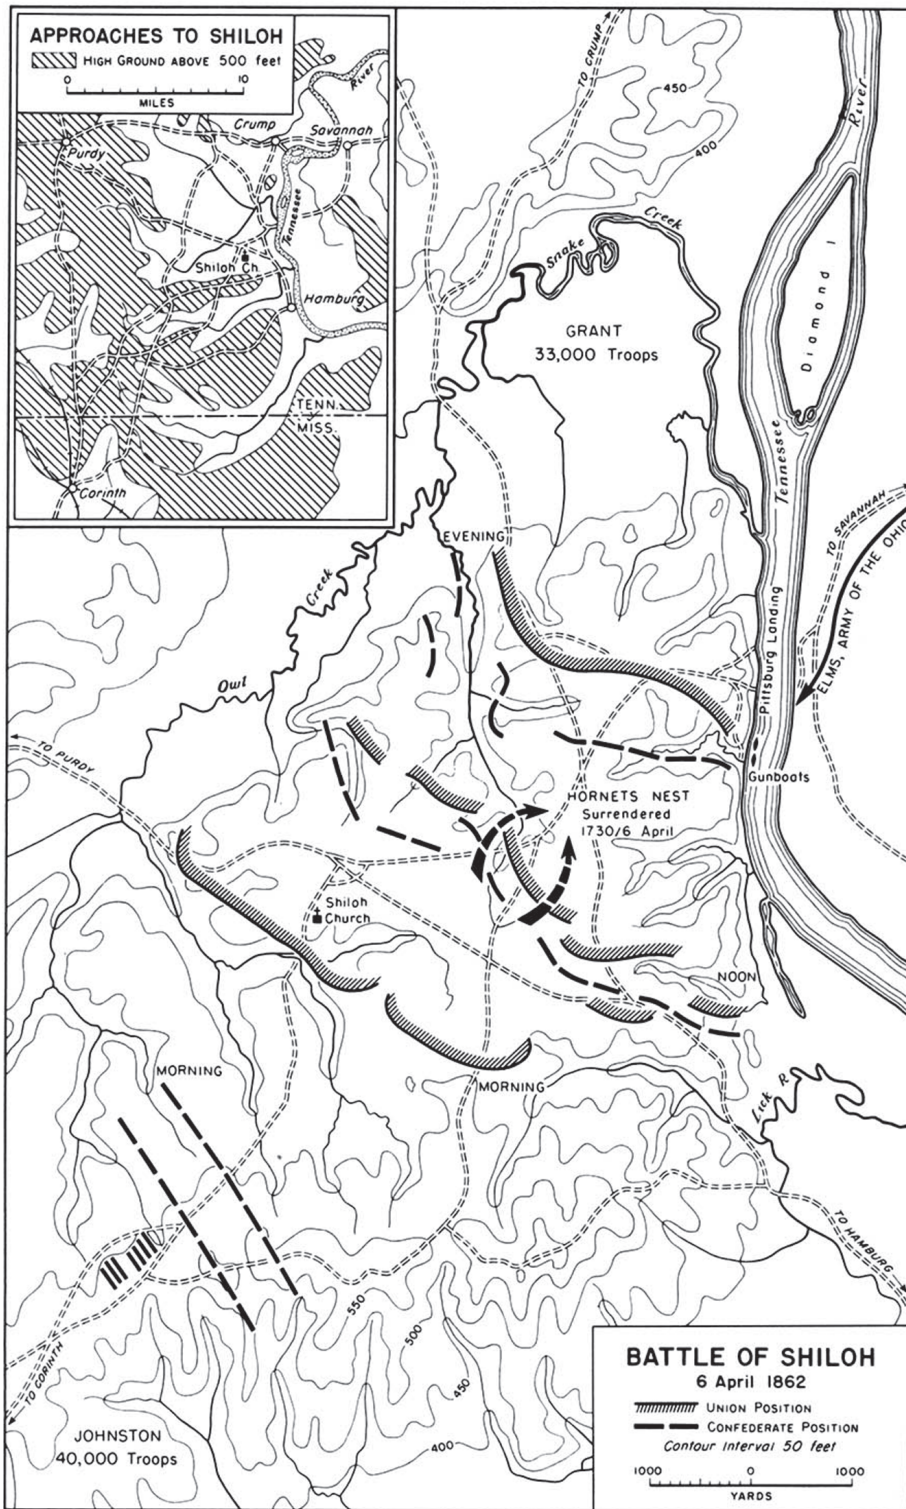 APPROACHES TO SHILOH
HIGH GROUND ABOVE 500 feet
0 10
MILES
Crump
River
Savannah
Purdy
Tennessee
Shiloh Ch.
Hamburg
TENN.
MISS.
Corinth
TO CRUMP
450
400
River
Snake Creek
Diamond I
GRANT
33,000 Troops
Tennessee
TO SAVANNAH
ELMS, ARMY OF THE OHIO
EVENING
Creek
Owl
Pittsburg Landing
TO PURDY
Gunboats
HORNETS NEST
Surrendered
1730/6 April
Shiloh
Church
NOON
MORNING
MORNING
Lick R
TO HAMBURG
550
500
450
400
TO CORINTH
JOHNSTON
40,000 Troops
BATTLE OF SHILOH
6 April 1862
UNION POSITION
CONFEDERATE POSITION
Contour Interval 50 feet
1000 0 1000
YARDS